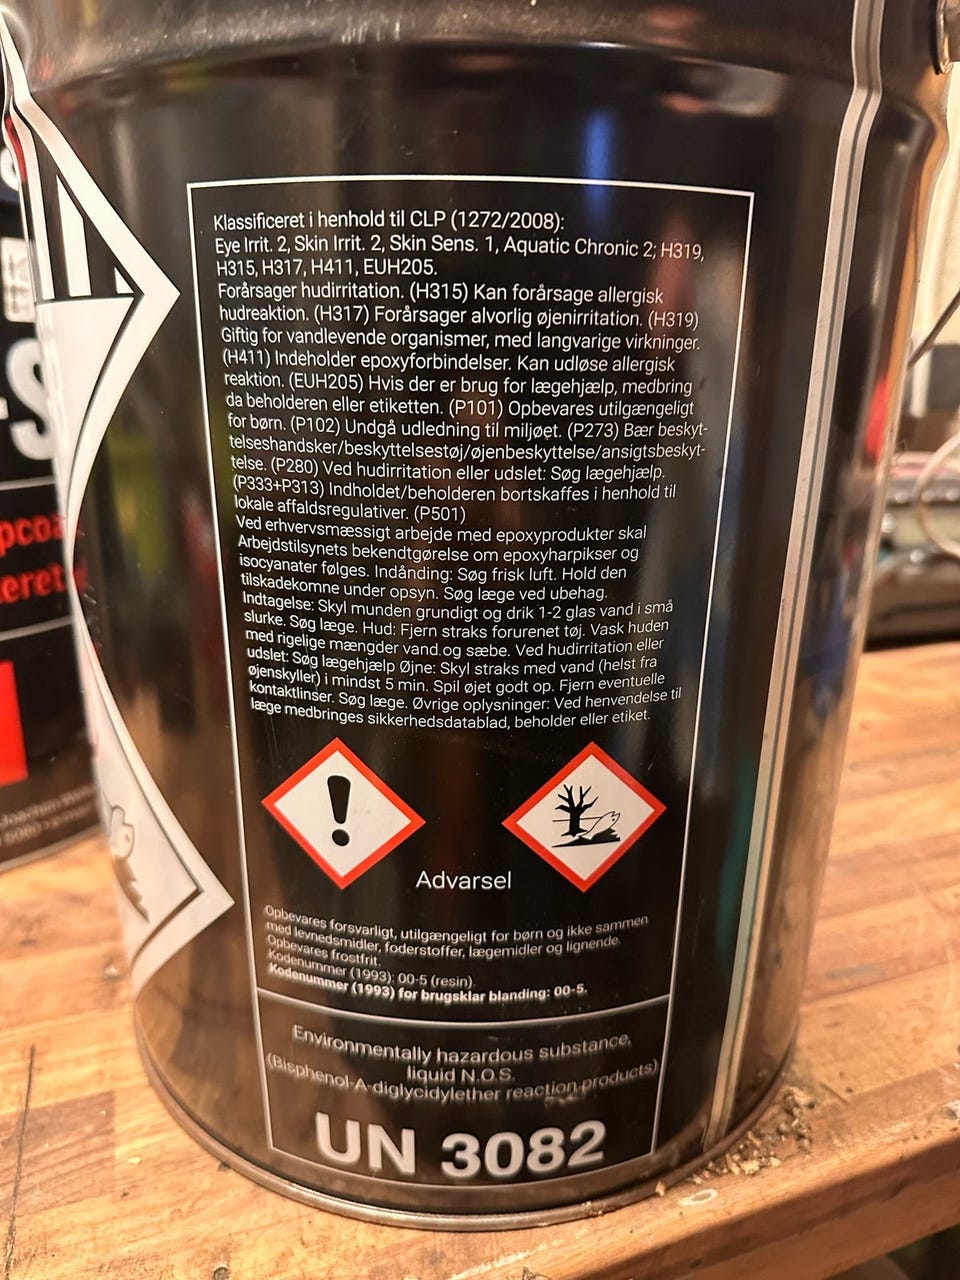 Klassificeret i henhold til CLP (1272/2008):
Eye Irrit. 2, Skin Irrit. 2, Skin Sens. 1, Aquatic Chronic 2; H319,
H315, H317, H411, EUH205.
Forårsager hudirritation. (H315) Kan forårsage allergisk
hudreaktion. (H317) Forårsager alvorlig øjenirritation. (H319)
Giftig for vandlevende organismer, med langvarige virkninger.
(H411) Indeholder epoxyforbindelser. Kan udløse allergisk
reaktion. (EUH205) Hvis der er brug for lægehjælp, medbring
da beholderen eller etiketten. (P101) Opbevares utilgængeligt
for børn. (P102) Undgå udledning til miljøet. (P273) Bær beskyt-
telseshandsker/beskyttelsestøj/øjenbeskyttelse/ansigtsbeskyt-
telse. (P280) Ved hudirritation eller udslet: Søg lægehjælp.
(P333+P313) Indholdet/beholderen bortskaffes i henhold til
lokale affaldsregulativer. (P501)
Ved erhvervsmæssigt arbejde med epoxyprodukter skal
Arbejdstilsynets bekendtgørelse om epoxyharpikser og
isocyanater følges. Indånding: Søg frisk luft. Hold den
tilskadekomne under opsyn. Søg læge ved ubehag.
Indtagelse: Skyl munden grundigt og drik 1-2 glas vand i små
slurke. Søg læge. Hud: Fjern straks forurenet tøj. Vask huden
med rigelige mængder vand og sæbe. Ved hudirritation eller
udslet: Søg lægehjælp Øjne: Skyl straks med vand (helst fra
øjenskyller) i mindst 5 min. Spil øjet godt op. Fjern eventuelle
kontaktlinser. Søg læge. Øvrige oplysninger: Ved henvendelse til
læge medbringes sikkerhedsdatablad, beholder eller etiket.
Advarsel
Opbevares forsvarligt, utilgængeligt for børn og ikke sammen
med levnedsmidler, foderstoffer, lægemidler og lignende.
Opbevares frostfrit.
Kodenummer (1993): 00-5 (resin).
Kodenummer (1993) for brugsklar blanding: 00-5.
Environmentally hazardous substance,
liquid N.O.S.
(Bisphenol-A-diglycidylether reaction products)
UN 3082